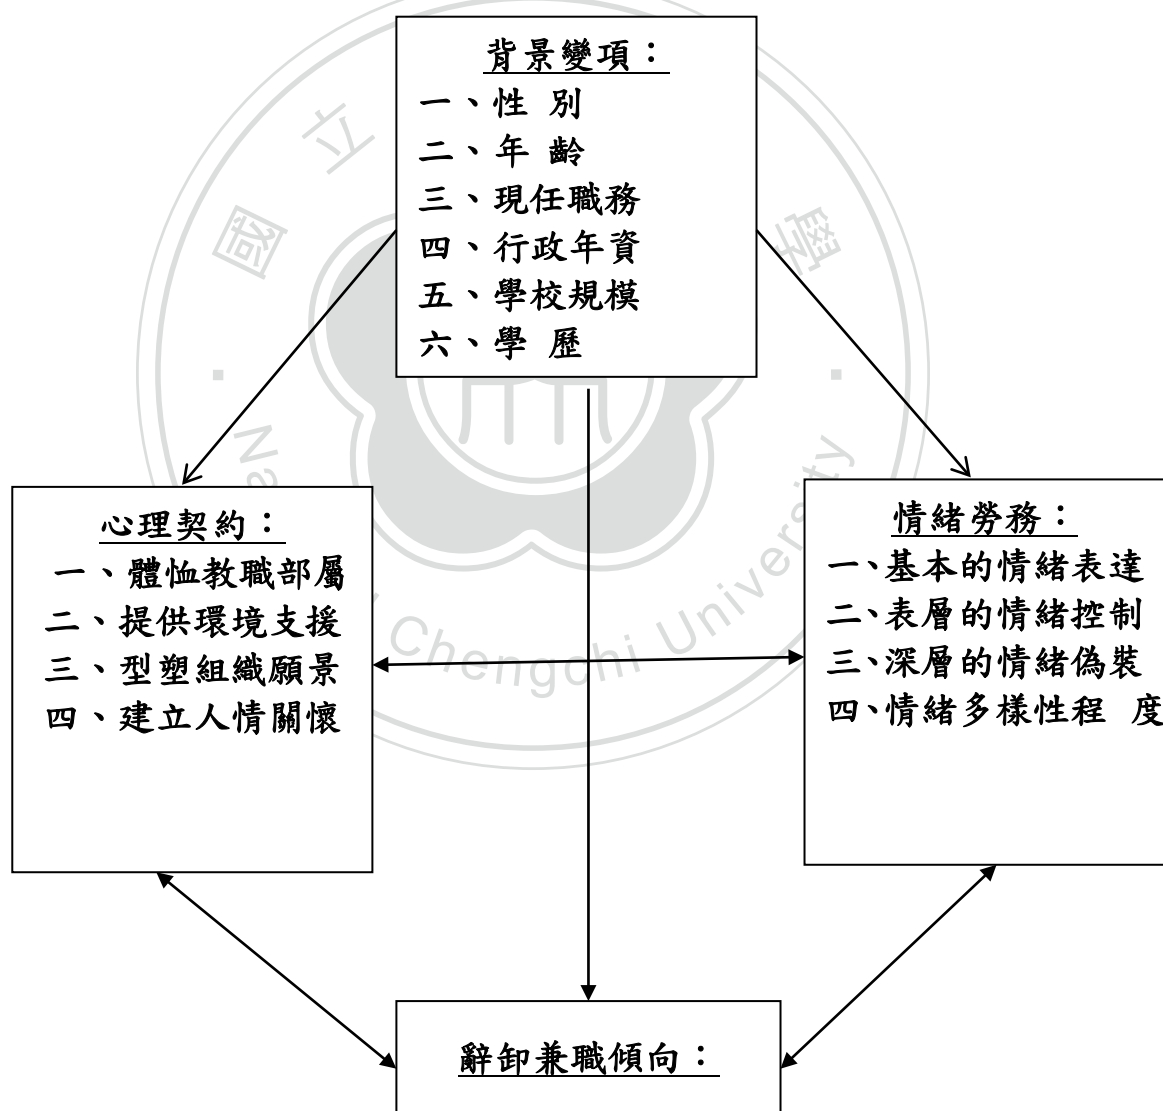 背景變項：
一、性 別
二、年 齡
三、現任職務
四、行政年資
五、學校規模
六、學 歷
心理契約：
一、體恤教職部屬
二、提供環境支援
三、型塑組織願景
四、建立人情關懷
情緒勞務：
一、基本的情緒表達
二、表層的情緒控制
三、深層的情緒偽裝
四、情緒多樣性程 度
辭卸兼職傾向：
國 立 學
Chengchi University